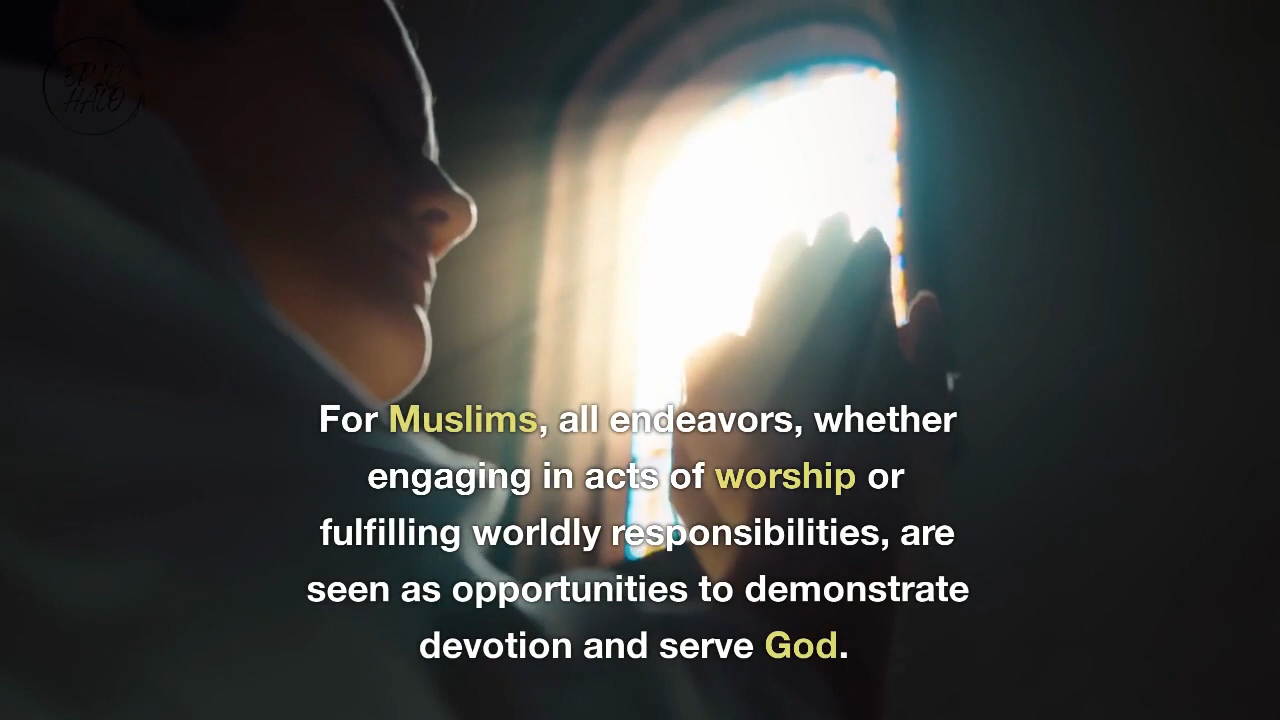 For Muslims, all endeavors, whether
engaging in acts of worship or
fulfilling worldly responsibilities, are
seen as opportunities to demonstrate
devotion and serve God.